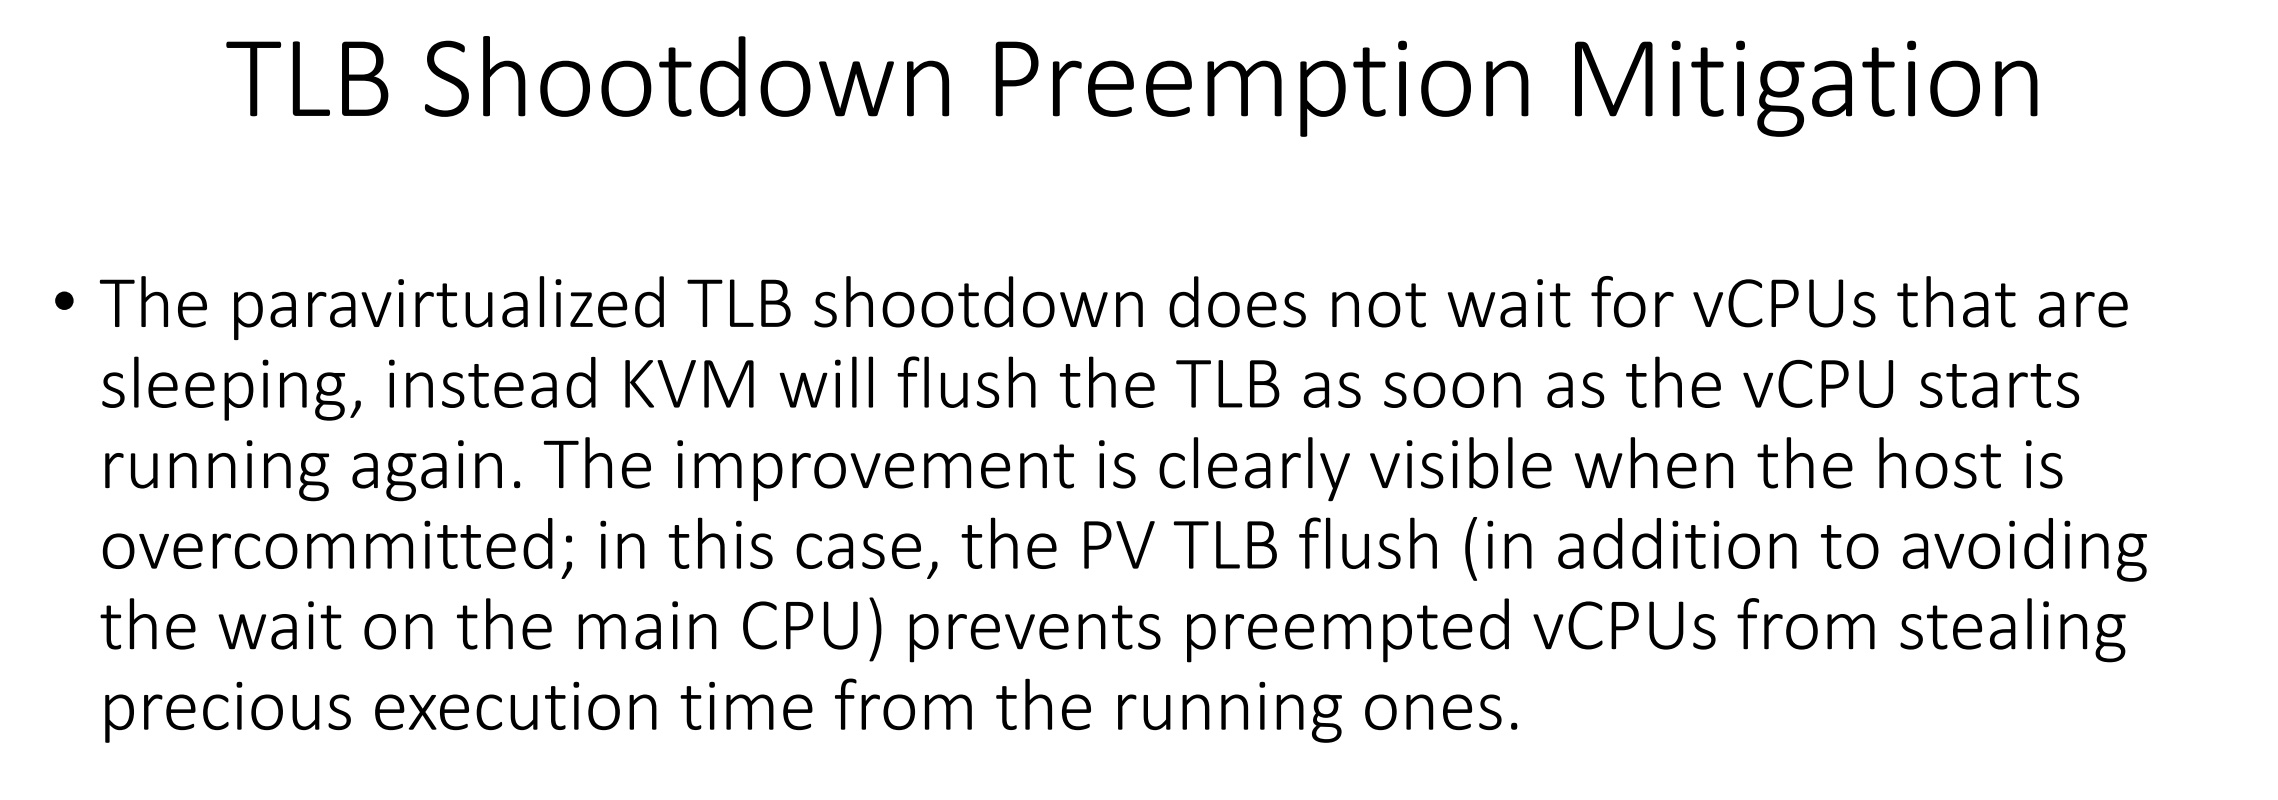 TLB Shootdown Preemption Mitigation
• The paravirtualized TLB shootdown does not wait for vCPUs that are
sleeping, instead KVM will flush the TLB as soon as the vCPU starts
running again. The improvement is clearly visible when the host is
overcommitted; in this case, the PV TLB flush (in addition to avoiding
the wait on the main CPU) prevents preempted vCPUs from stealing
precious execution time from the running ones.